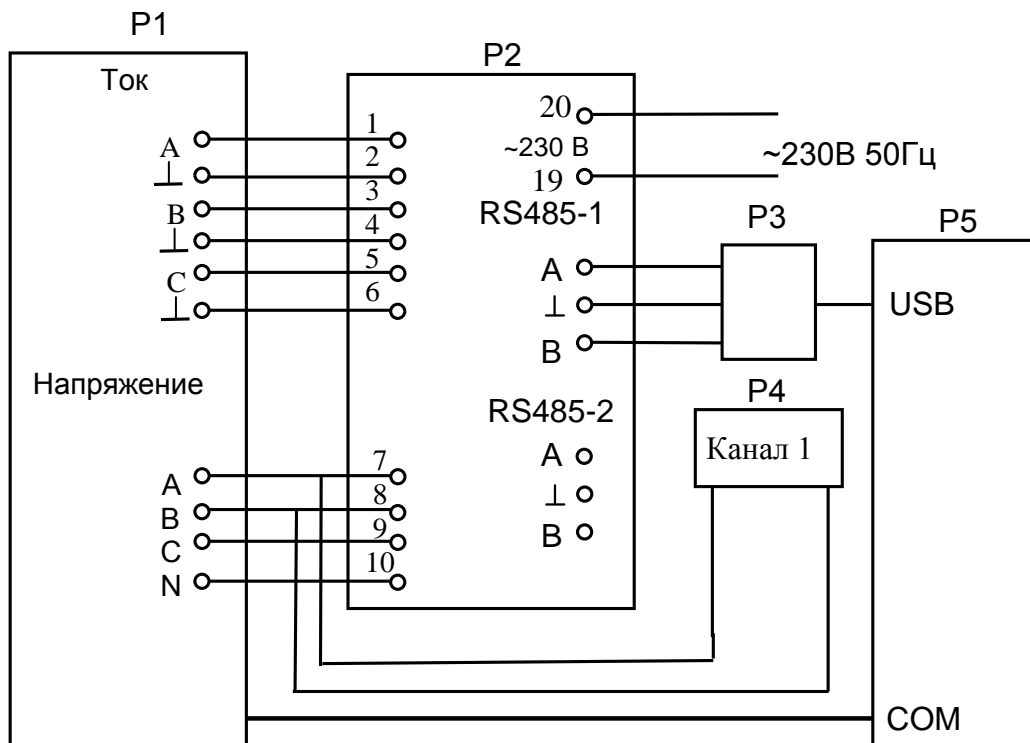 P1
Ток
A
⊥
B
⊥
C
⊥
Напряжение
A
B
C
N
P2
1
2
3
4
5
6
7
8
9
10
20
~230 В
19
RS485-1
A
⊥
B
RS485-2
A
⊥
B
~230В 50Гц
P3
P4
Канал 1
P5
USB
COM